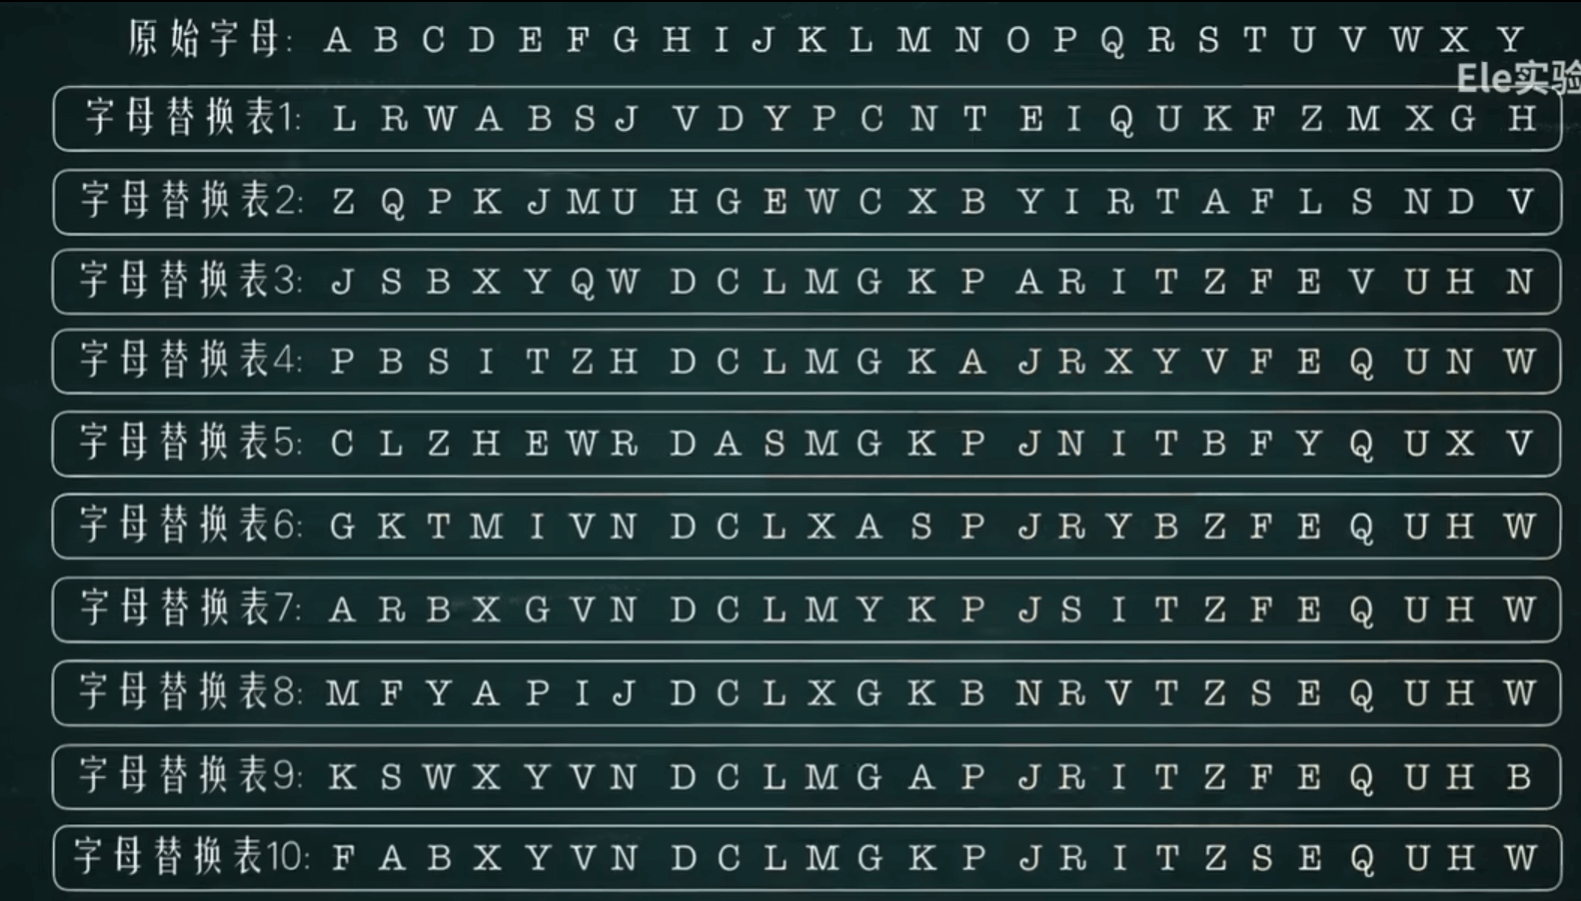 原始字母: A B C D E F G H I J K L M N O P Q R S T U V W X Y
Ele实验
字母替换表1: L R W A B S J V D Y P C N T E I Q U K F Z M X G H
字母替换表2: Z Q P K J M U H G E W C X B Y I R T A F L S N D V
字母替换表3: J S B X Y Q W D C L M G K P A R I T Z F E V U H N
字母替换表4: P B S I T Z H D C L M G K A J R X Y V F E Q U N W
字母替换表5: C L Z H E W R D A S M G K P J N I T B F Y Q U X V
字母替换表6: G K T M I V N D C L X A S P J R Y B Z F E Q U H W
字母替换表7: A R B X G V N D C L M Y K P J S I T Z F E Q U H W
字母替换表8: M F Y A P I J D C L X G K B N R V T Z S E Q U H W
字母替换表9: K S W X Y V N D C L M G A P J R I T Z F E Q U H B
字母替换表10: F A B X Y V N D C L M G K P J R I T Z S E Q U H W